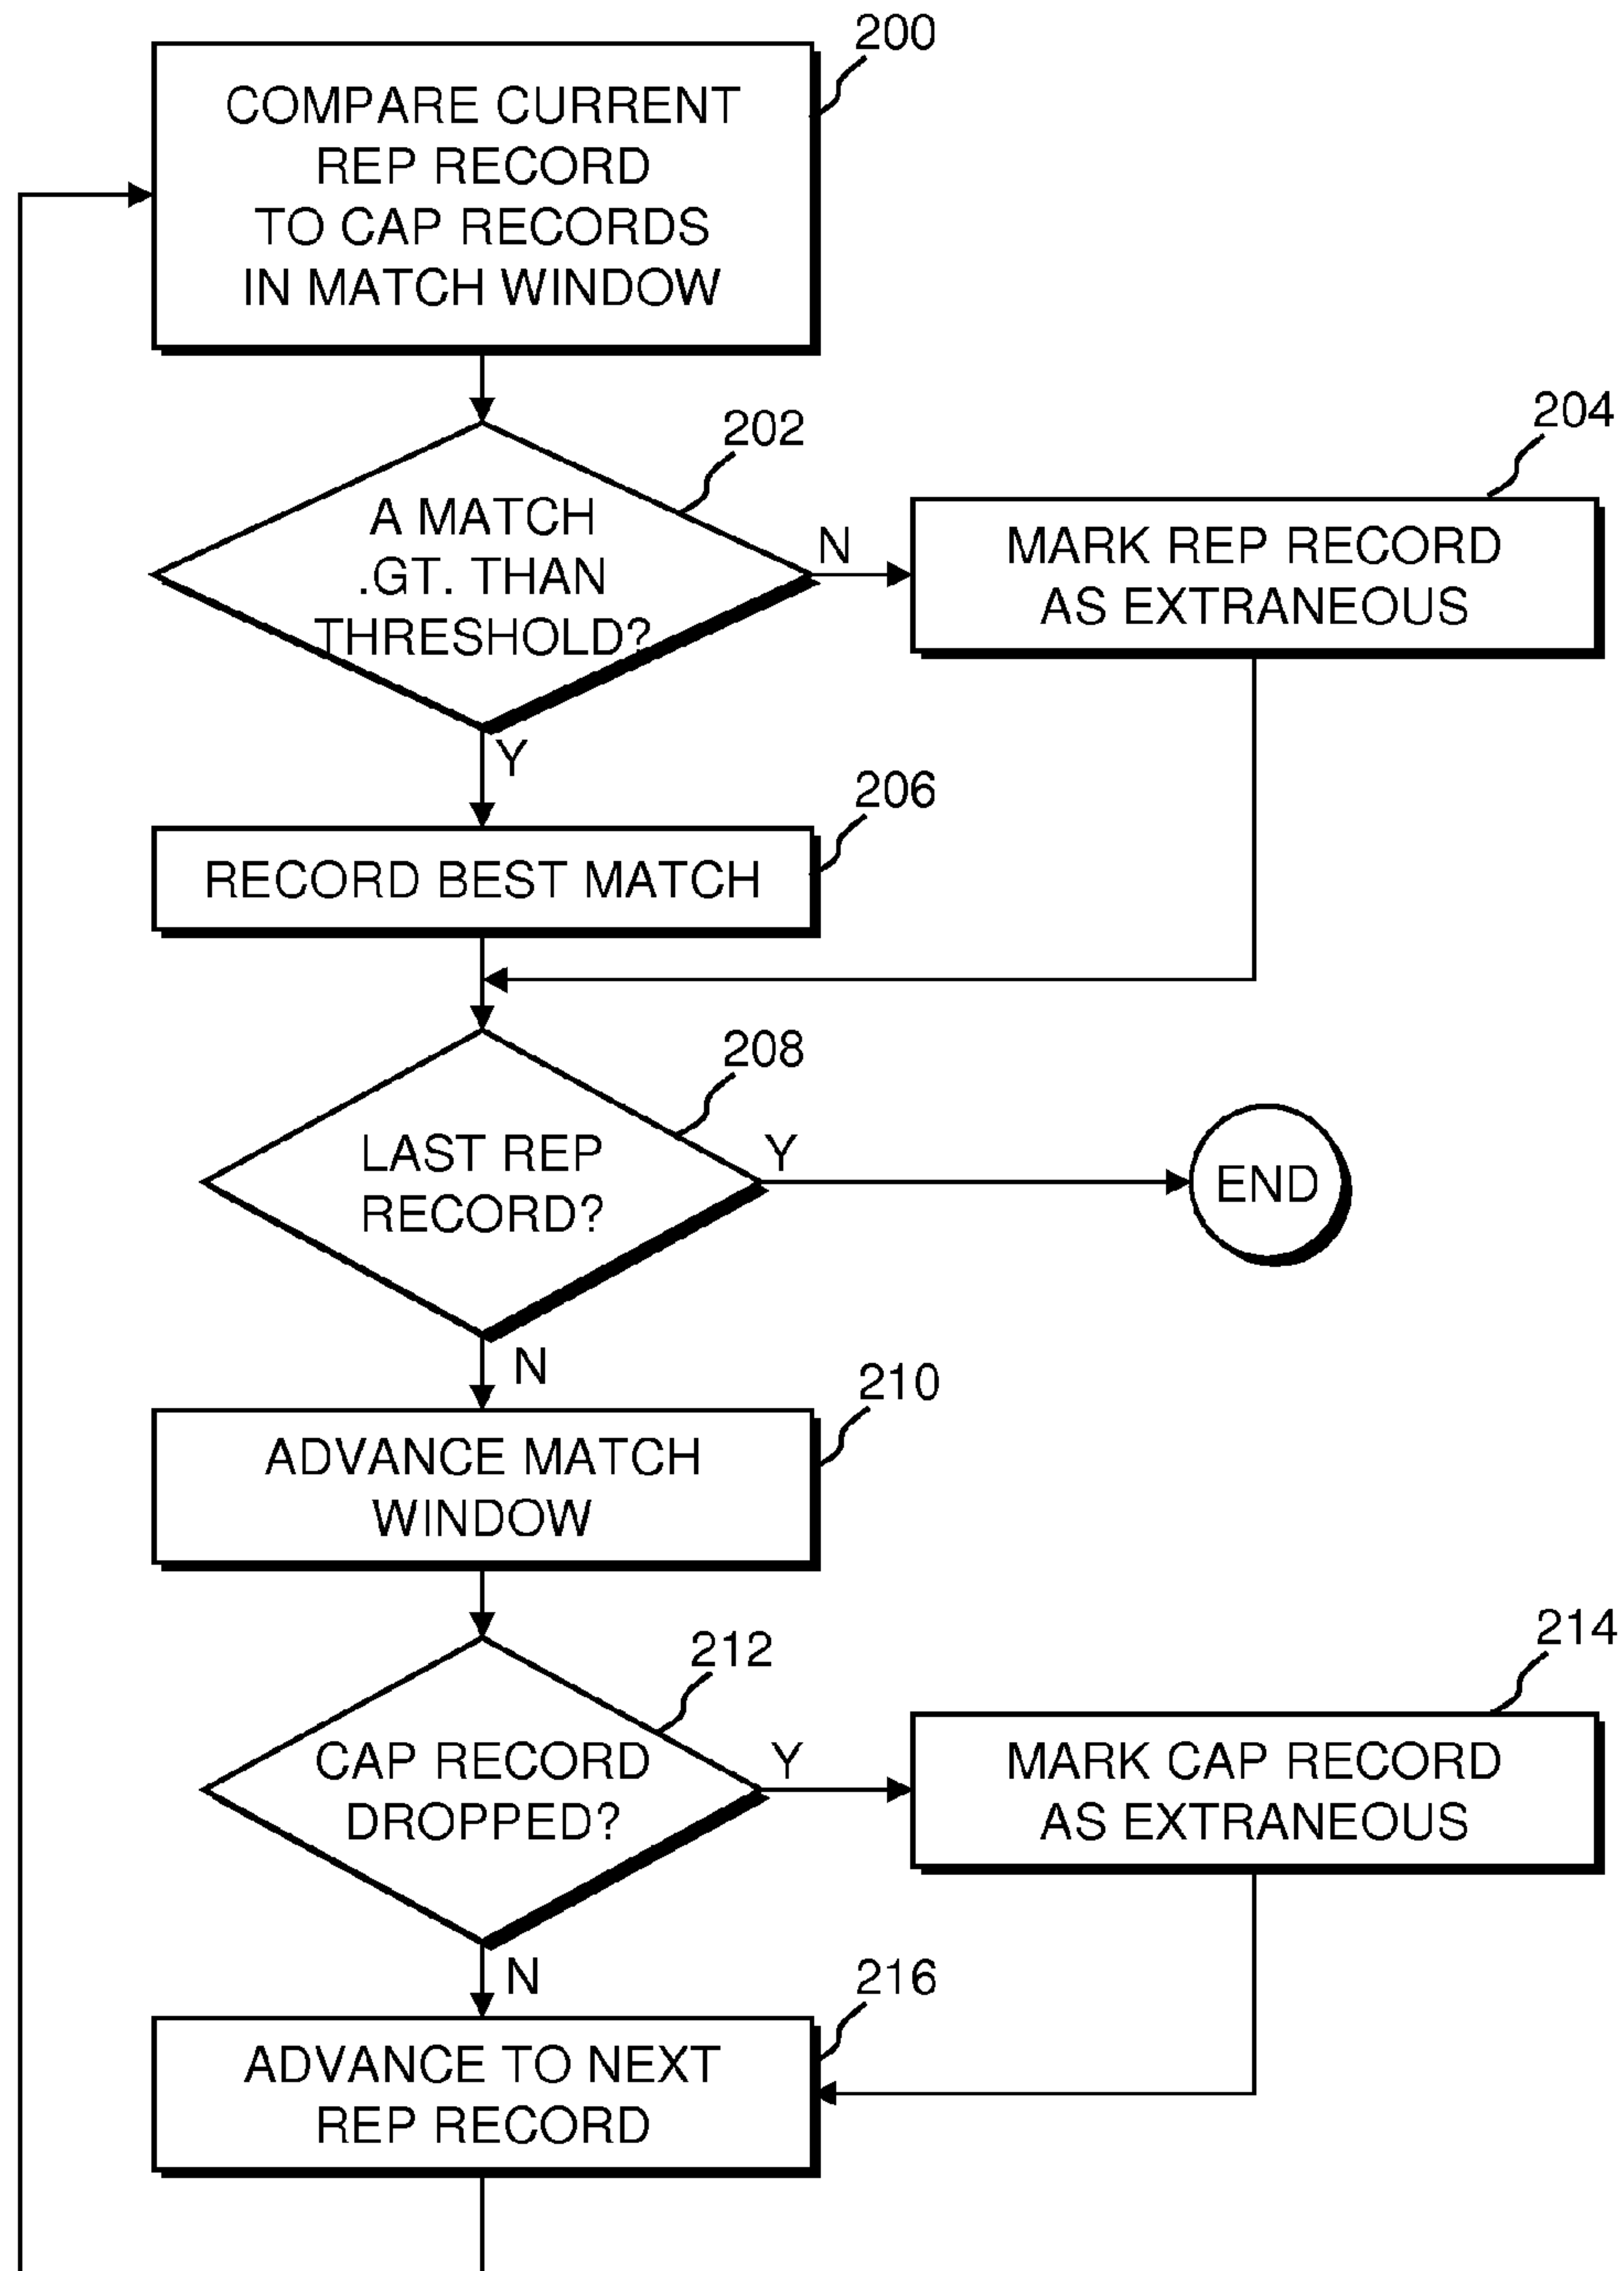 200
COMPARE CURRENT
REP RECORD
TO CAP RECORDS
IN MATCH WINDOW
202
A MATCH
.GT. THAN
THRESHOLD?
N
204
MARK REP RECORD
AS EXTRANEOUS
Y
206
RECORD BEST MATCH
208
LAST REP
RECORD?
Y
END
N
210
ADVANCE MATCH
WINDOW
212
CAP RECORD
DROPPED?
Y
214
MARK CAP RECORD
AS EXTRANEOUS
N
216
ADVANCE TO NEXT
REP RECORD